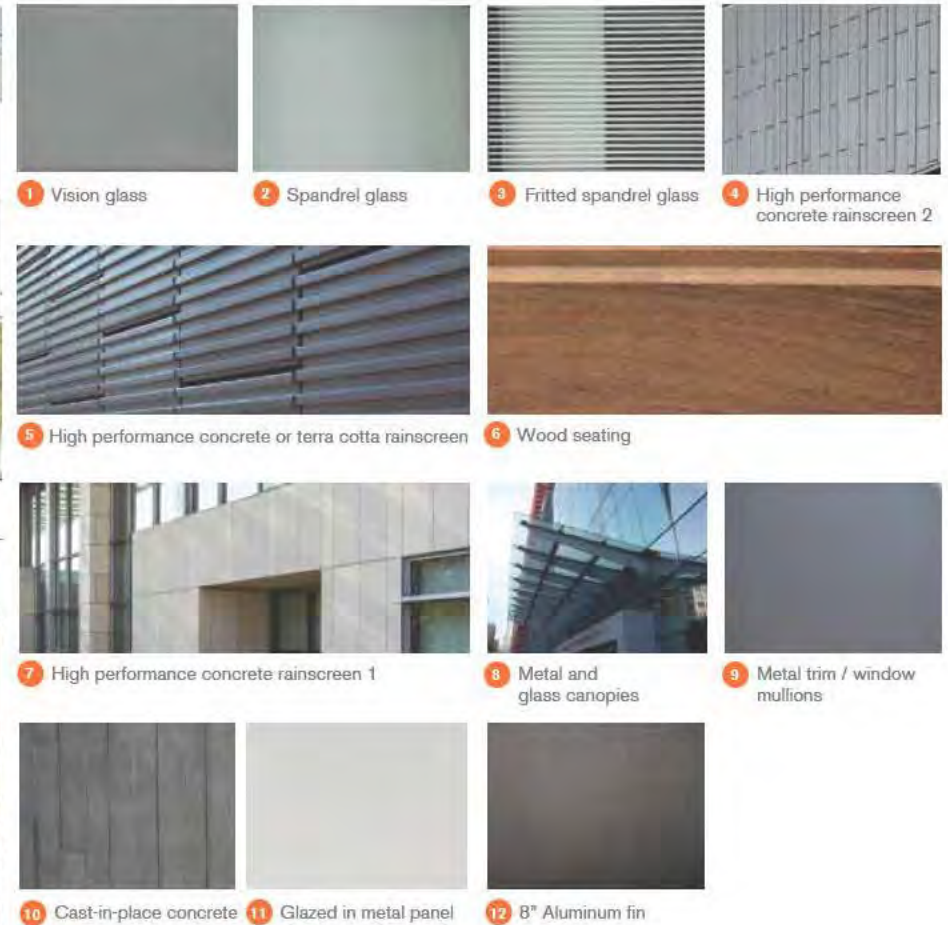 1 Vision glass
2 Spandrel glass
3 Fritted spandrel glass
4 High performance
concrete rainscreen 2
5 High performance concrete or terra cotta rainscreen
6 Wood seating
7 High performance concrete rainscreen 1
8 Metal and
glass canopies
9 Metal trim / window
mullions
10 Cast-in-place concrete
11 Glazed in metal panel
12 8" Aluminum fin